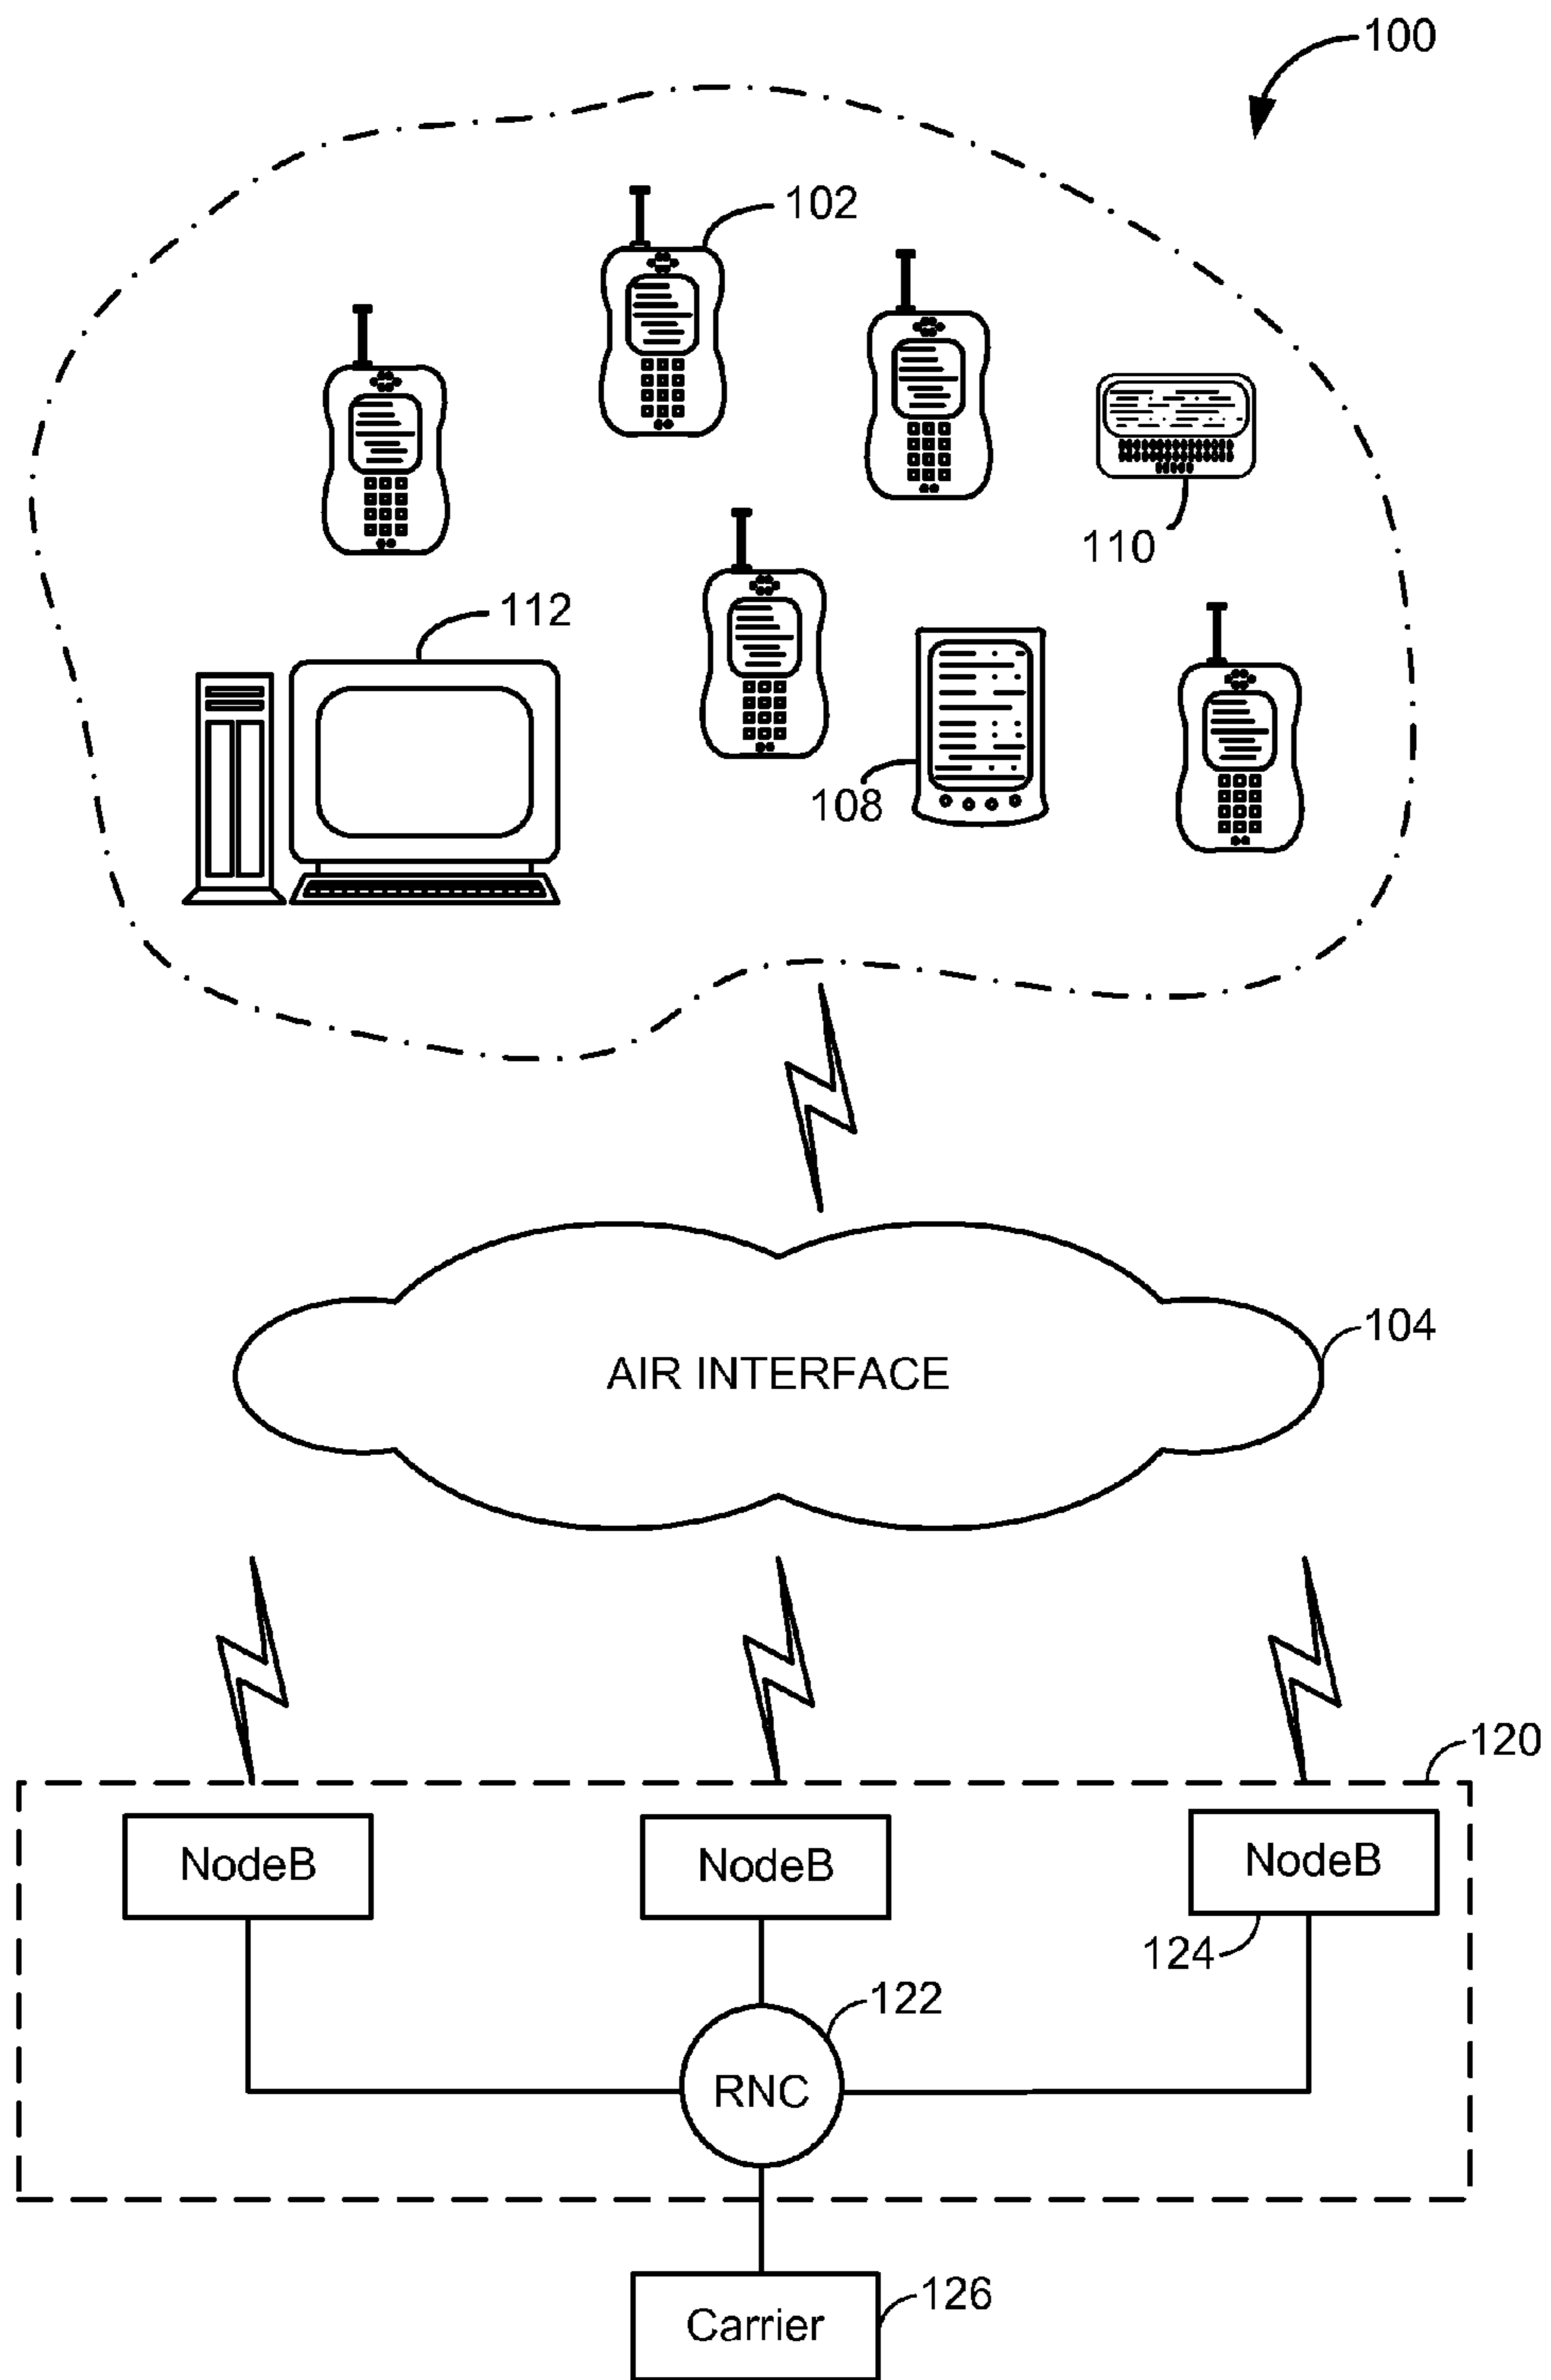 100
102
110
112
108
104
AIR INTERFACE
120
NodeB
NodeB
NodeB
124
122
RNC
126
Carrier